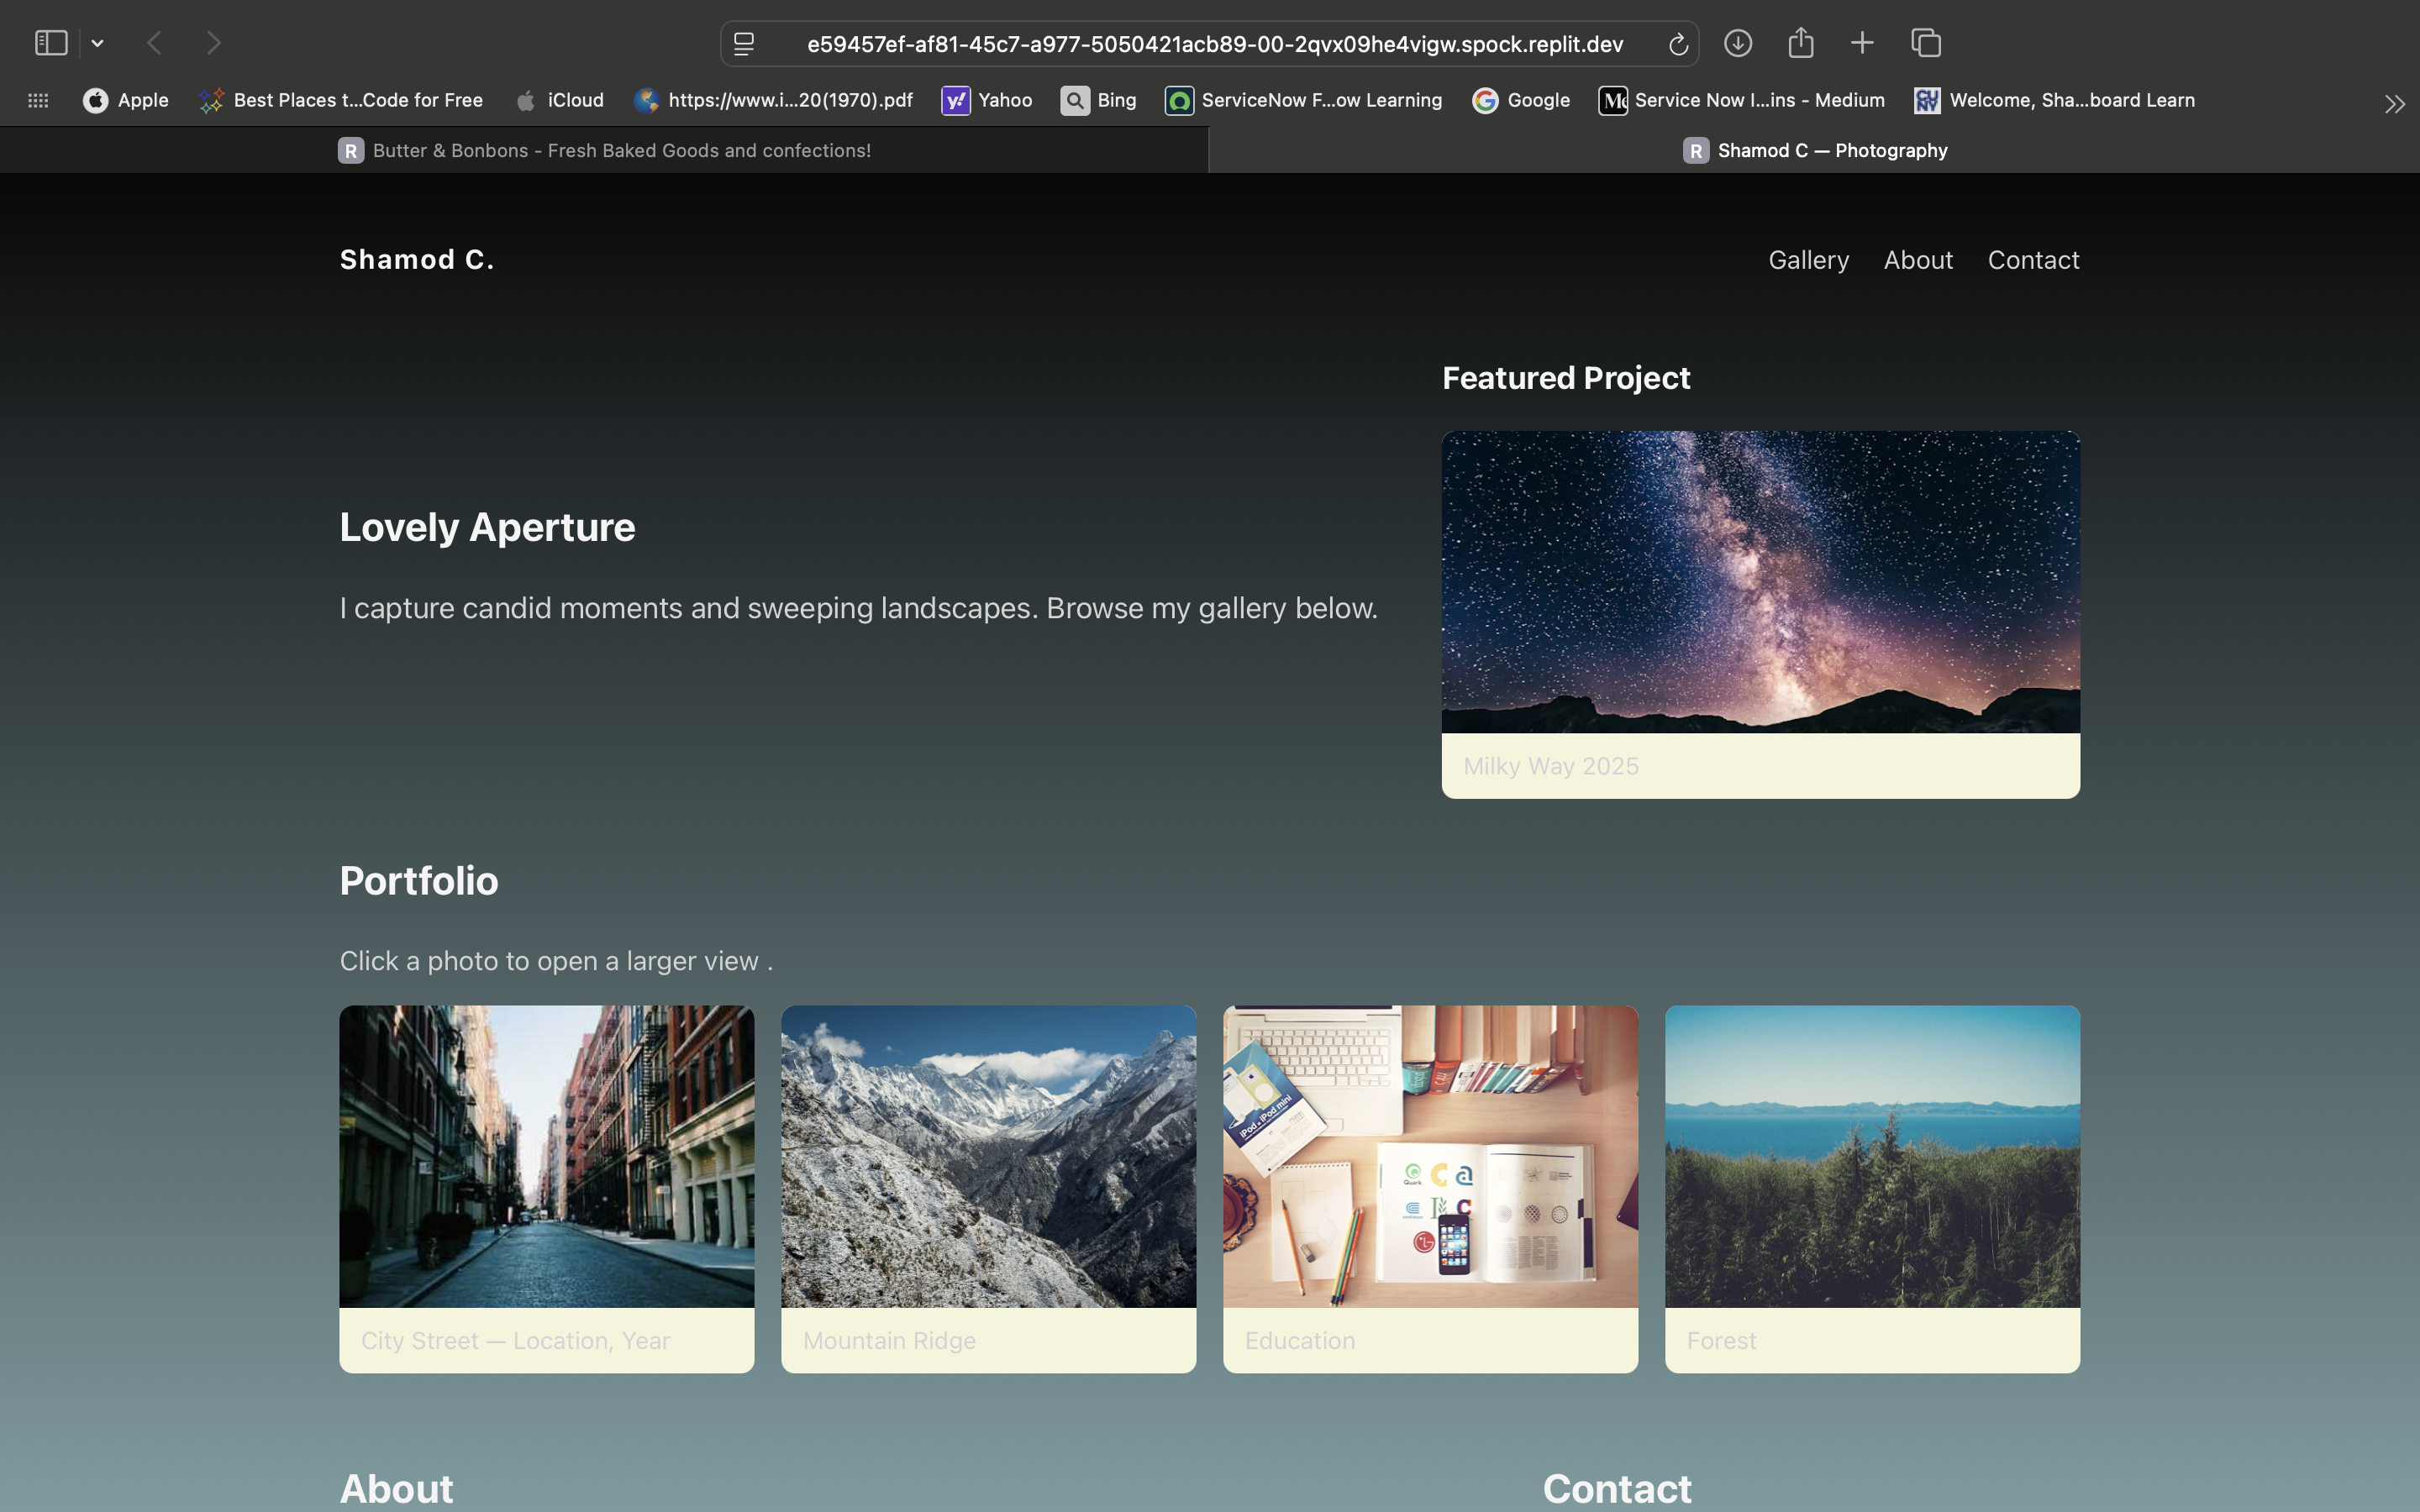 e59457ef-af81-45c7-a977-5050421acb89-00-2qvx09he4vigw.spock.replit.dev
Apple
Best Places t...Code for Free
iCloud
https://www.i...20(1970).pdf
Yahoo
Bing
ServiceNow F...ow Learning
Google
Service Now I...ins - Medium
Welcome, Sha...board Learn
R Butter & Bonbons - Fresh Baked Goods and confections!
R Shamod C — Photography
Shamod C.
Gallery About Contact
Featured Project
Lovely Aperture
I capture candid moments and sweeping landscapes. Browse my gallery below.
Milky Way 2025
Portfolio
Click a photo to open a larger view .
iPod mini
Quark
City Street — Location, Year
Mountain Ridge
Education
Forest
About
Contact